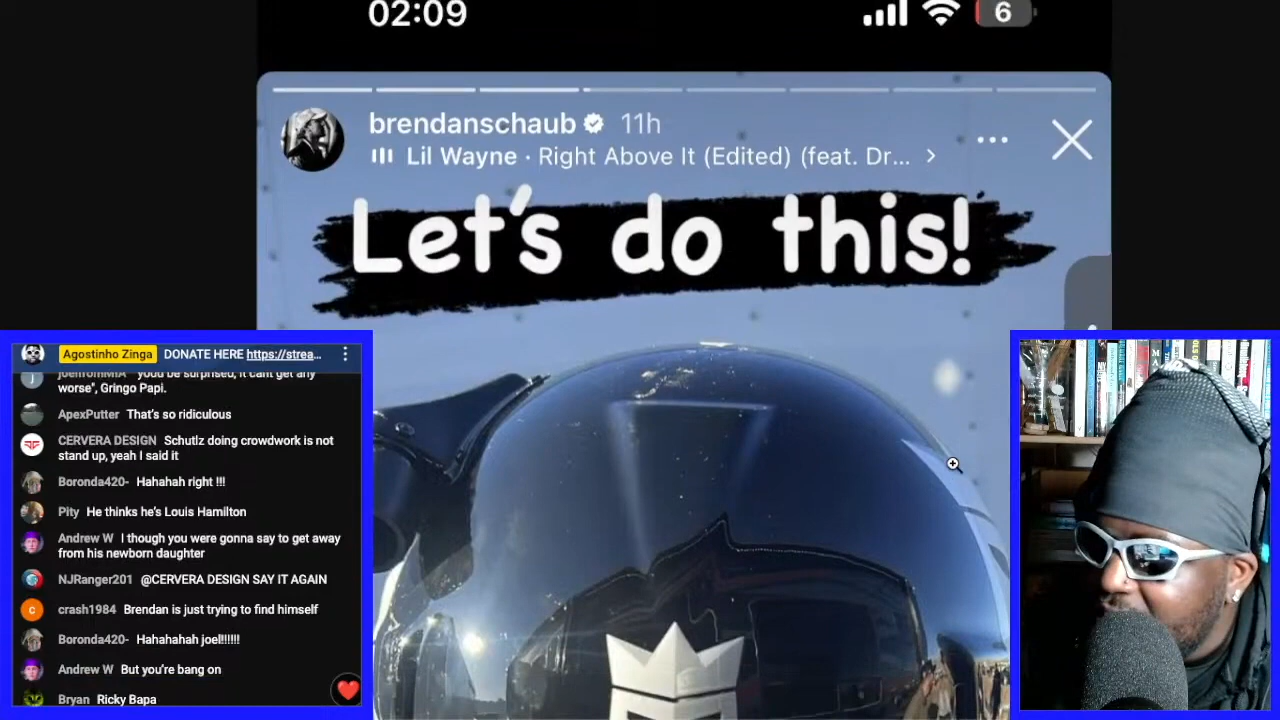 02:09
6
brendanschaub 11h
Lil Wayne · Right Above It (Edited) (feat. Dr...
Let's do this!
Agostinho Zinga DONATE HERE https://strea...
joelfromMIA "youd be surprised, it cant get any
worse", Gringo Papi.
ApexPutter That's so ridiculous
CERVERA DESIGN Schutlz doing crowdwork is not
stand up, yeah I said it
Boronda420- Hahahah right !!!
Pity He thinks he's Louis Hamilton
Andrew W I though you were gonna say to get away
from his newborn daughter
NJRanger201 @CERVERA DESIGN SAY IT AGAIN
crash1984 Brendan is just trying to find himself
Boronda420- Hahahahah joel!!!!!!
Andrew W But you're bang on
Bryan Ricky Bapa